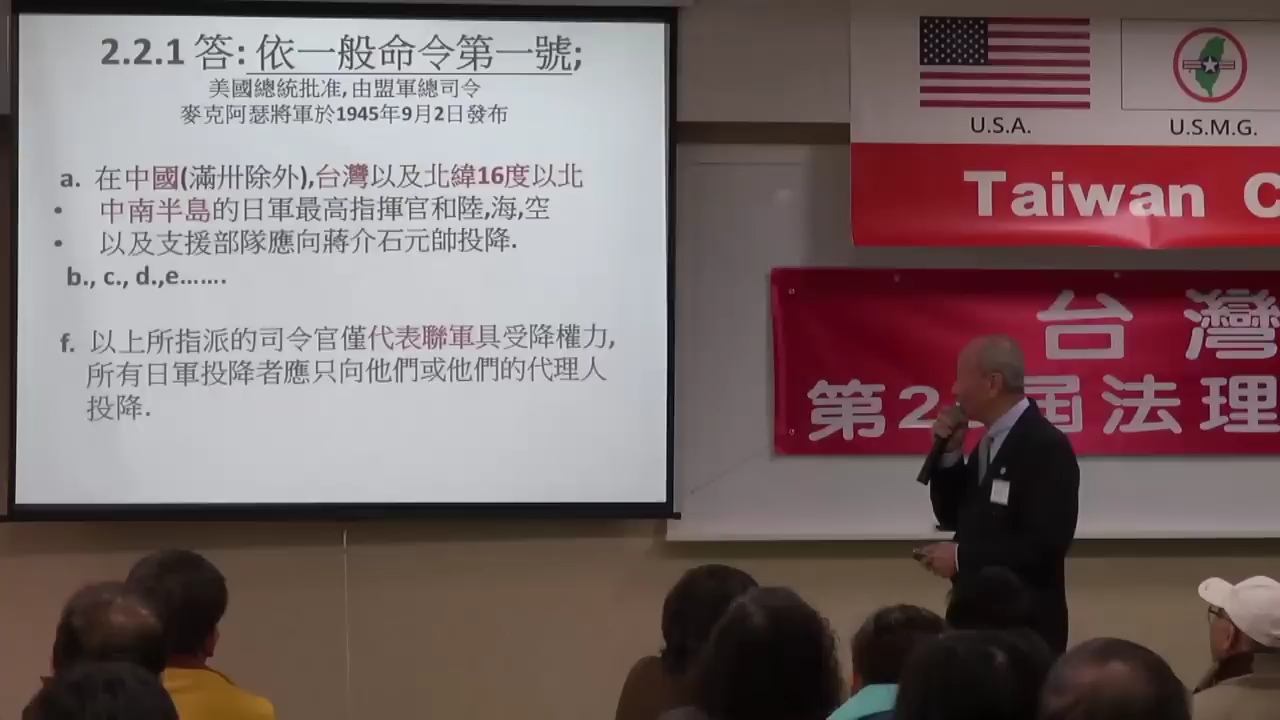 2.2.1 答: 依一般命令第一號;
美國總統批准, 由盟軍總司令
麥克阿瑟將軍於1945年9月2日發布
a. 在中國(滿卅除外),台灣以及北緯16度以北
• 中南半島的日軍最高指揮官和陸,海,空
• 以及支援部隊應向蔣介石元帥投降.
b., c., d.,e…….
f. 以上所指派的司令官僅代表聯軍具受降權力,
所有日軍投降者應只向他們或他們的代理人
投降.
U.S.A.
U.S.M.G.
Taiwan C
台灣
第2 屆法理